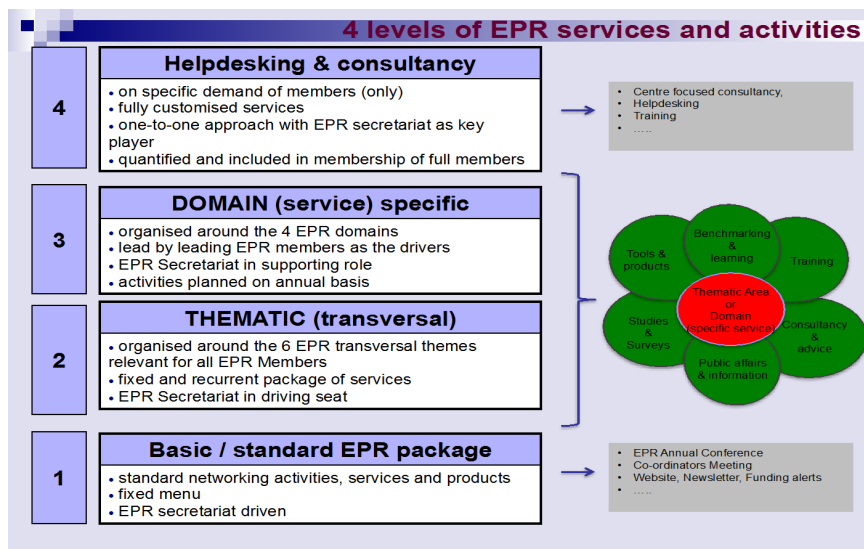 4 levels of EPR services and activities
4
Helpdesking & consultancy
• on specific demand of members (only)
• fully customised services
• one-to-one approach with EPR secretariat as key
player
• quantified and included in membership of full members
• Centre focused consultancy,
• Helpdesking
• Training
• .....
3
DOMAIN (service) specific
• organised around the 4 EPR domains
• lead by leading EPR members as the drivers
• EPR Secretariat in supporting role
• activities planned on annual basis
2
THEMATIC (transversal)
• organised around the 6 EPR transversal themes
relevant for all EPR Members
• fixed and recurrent package of services
• EPR Secretariat in driving seat
Benchmarking
&
learning
Tools &
products
Training
Thematic Area
or
Domain
(specific service)
Studies
&
Surveys
Consultancy
&
advice
Public affairs
& information
1
Basic / standard EPR package
• standard networking activities, services and products
• fixed menu
• EPR secretariat driven
• EPR Annual Conference
• Co-ordinators Meeting
• Website, Newsletter, Funding alerts
• .....